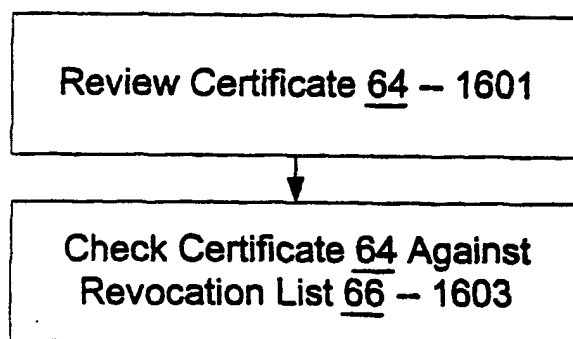 Review Certificate 64 – 1601
Check Certificate 64 Against
Revocation List 66 – 1603